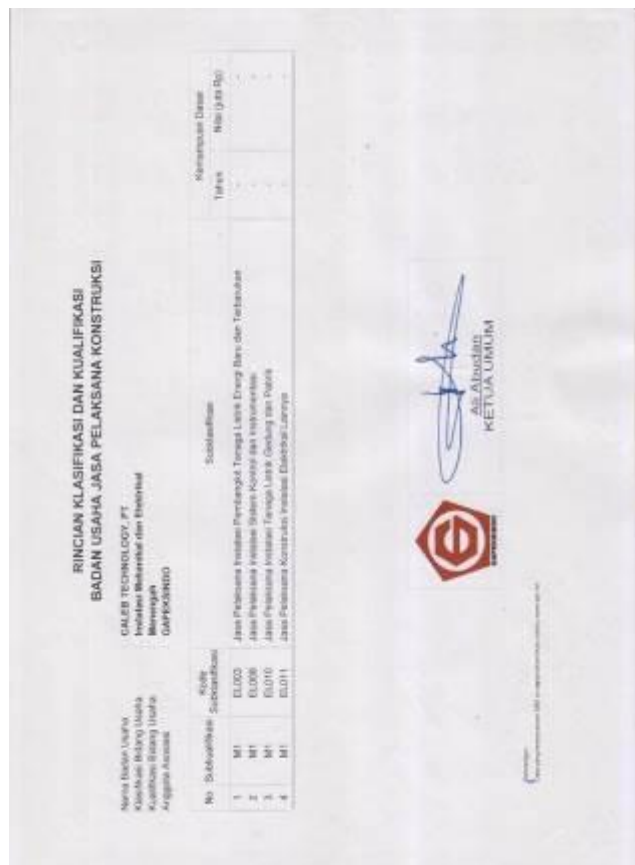 RINCIAN KLASIFIKASI DAN KUALIFIKASI
BADAN USAHA JASA PELAKSANA KONSTRUKSI
Nama Badan Usaha CALEB TECHNOLOGY, PT
Klasifikasi Bidang Usaha Instalasi Mekanikal dan Elektrikal
Kualifikasi Bidang Usaha Menengah
Anggota Asosiasi GAPEKSINDO
No Subkualifikasi Kode Subklasifikasi Subklasifikasi Kemampuan Dasar
Tahun Nilai (juta Rp)
1 M1 EL003 Jasa Pelaksana Instalasi Pembangkit Tenaga Listrik Energi Baru dan Terbarukan - -
2 M1 Jasa Pelaksana Instalasi Sistem Kontrol dan Instrumentasi - -
3 M1 EL010 Jasa Pelaksana Instalasi Tenaga Listrik Gedung dan Pabrik - -
4 M1 EL011 Jasa Pelaksana Konstruksi Instalasi Elektrikal Lainnya - -
GAPEKSINDO
KETUA UMUM